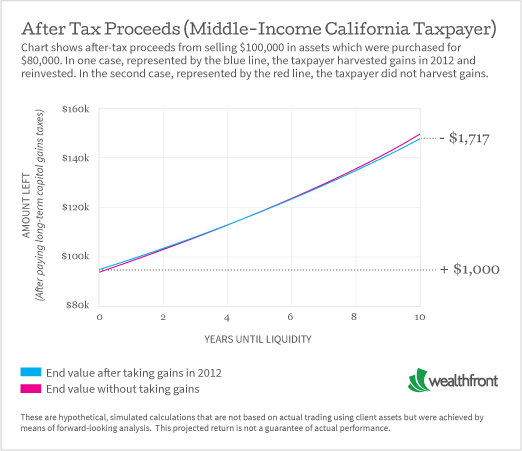 After Tax Proceeds (Middle-Income California Taxpayer)
Chart shows after-tax proceeds from selling $100,000 in assets which were purchased for
$80,000. In one case, represented by the blue line, the taxpayer harvested gains in 2012 and
reinvested. In the second case, represented by the red line, the taxpayer did not harvest gains.
AMOUNT LEFT
(After paying long-term capital gains taxes)
$160k
$140k
$120k
$100k
$80k
- $1,717
+ $1,000
0 2 4 6 8 10
YEARS UNTIL LIQUIDITY
End value after taking gains in 2012
End value without taking gains
wealthfront
These are hypothetical, simulated calculations that are not based on actual trading using client assets but were achieved by
means of forward-looking analysis. This projected return is not a guarantee of actual performance.